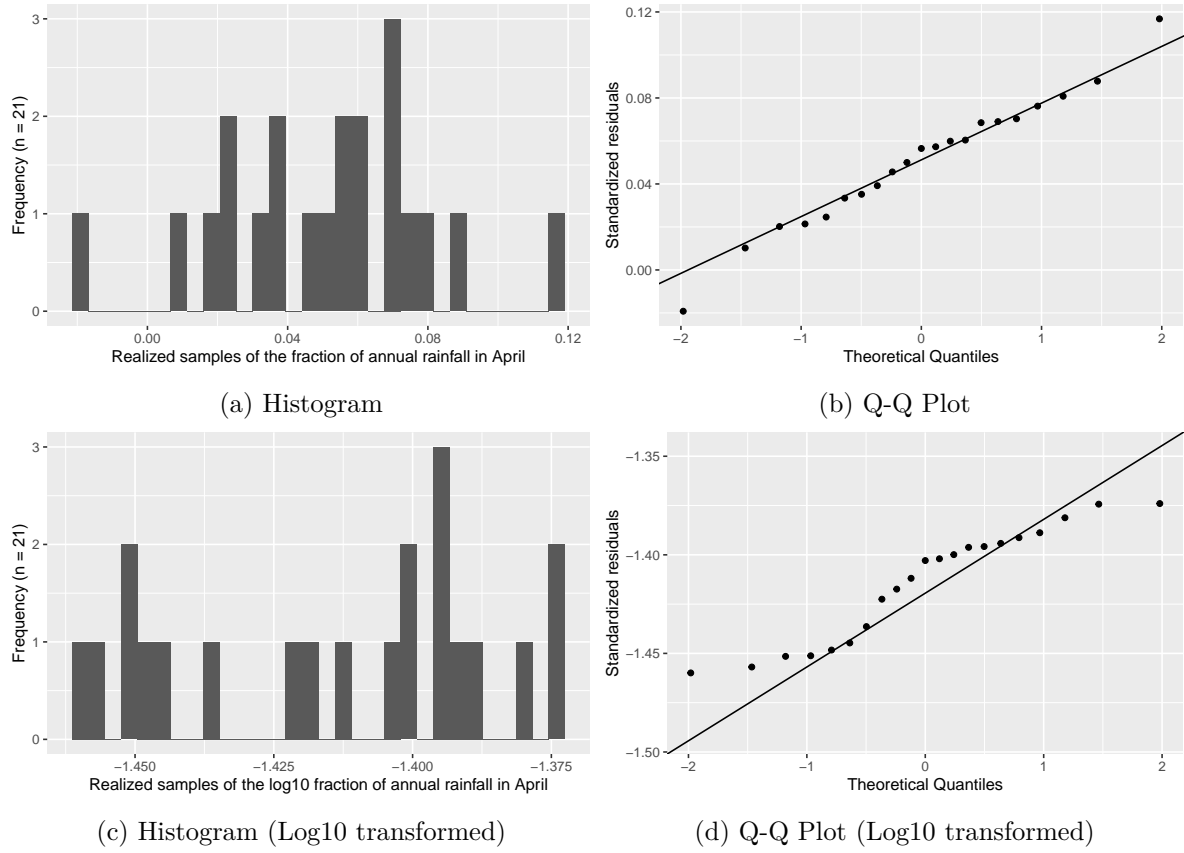 3
2
1
0
Frequency (n = 21)
0.00
0.04
0.08
0.12
Realized samples of the fraction of annual rainfall in April
(a) Histogram
0.12
0.08
0.04
0.00
Standardized residuals
−2
−1
0
1
2
Theoretical Quantiles
(b) Q-Q Plot
3
2
1
0
Frequency (n = 21)
−1.450
−1.425
−1.400
−1.375
Realized samples of the log10 fraction of annual rainfall in April
(c) Histogram (Log10 transformed)
−1.35
−1.40
−1.45
−1.50
Standardized residuals
−2
−1
0
1
2
Theoretical Quantiles
(d) Q-Q Plot (Log10 transformed)